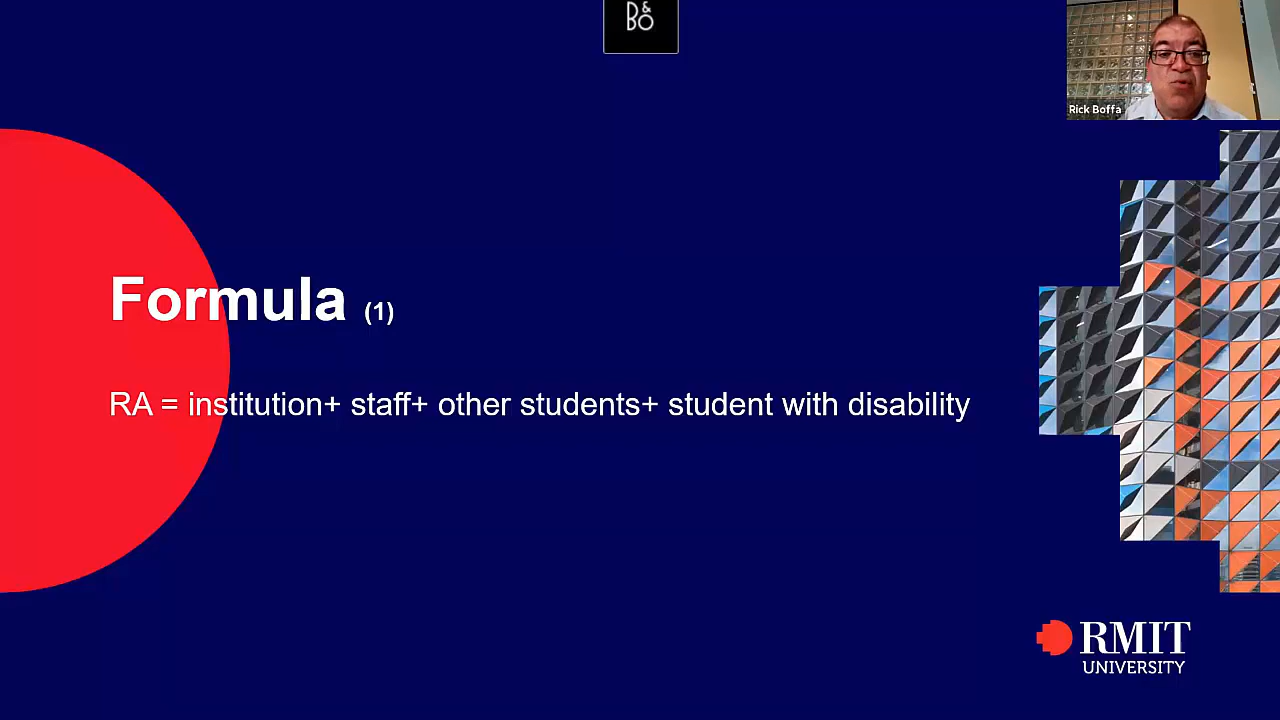 B&O
Rick Boffa
Formula (1)
RA = institution+ staff+ other students+ student with disability
RMIT
UNIVERSITY